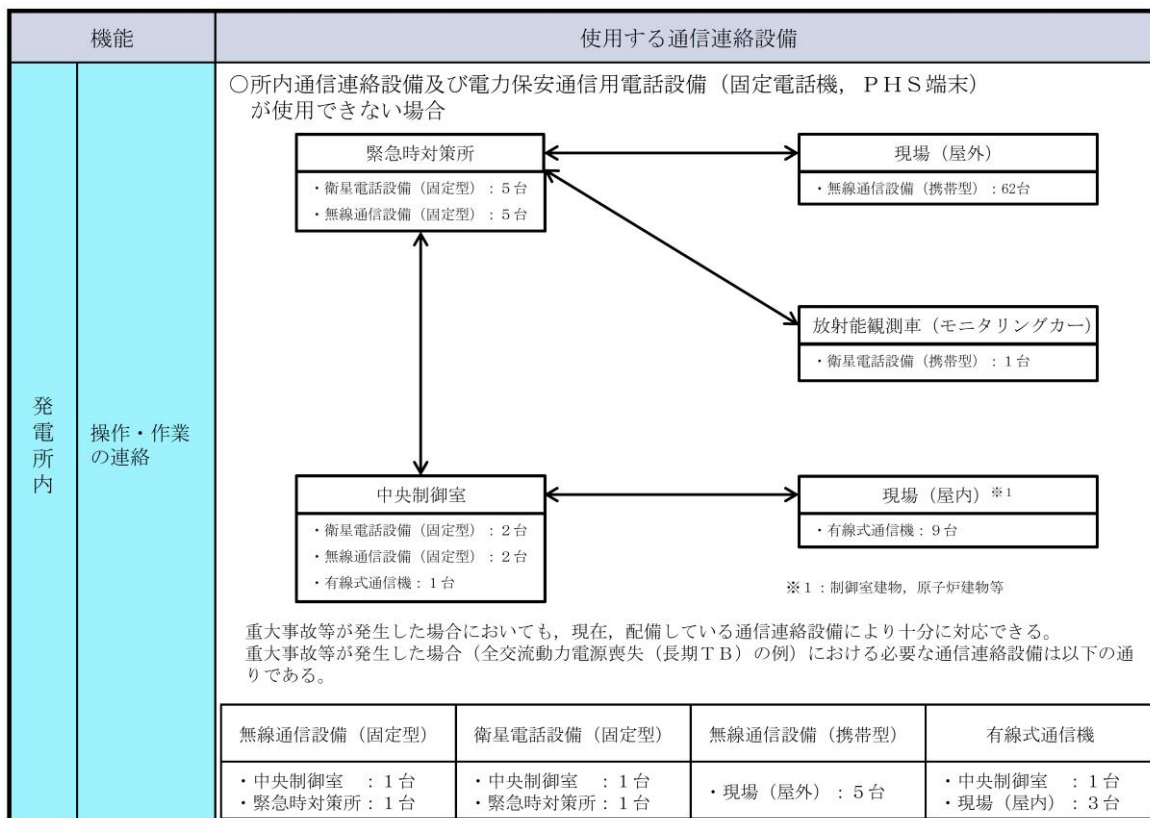 機能
使用する通信連絡設備
発電所内
操作・作業
の連絡
○所内通信連絡設備及び電力保安通信用電話設備（固定電話機，ＰＨＳ端末）
が使用できない場合
緊急時対策所
・衛星電話設備（固定型）：５台
・無線通信設備（固定型）：５台
現場（屋外）
・無線通信設備（携帯型）：62台
放射能観測車（モニタリングカー）
・衛星電話設備（携帯型）：１台
中央制御室
・衛星電話設備（固定型）：２台
・無線通信設備（固定型）：２台
・有線式通信機：１台
現場（屋内）※1
・有線式通信機：９台
※１：制御室建物，原子炉建物等
重大事故等が発生した場合においても，現在，配備している通信連絡設備により十分に対応できる。
重大事故等が発生した場合（全交流動力電源喪失（長期ＴＢ）の例）における必要な通信連絡設備は以下の通
りである。
無線通信設備（固定型）
衛星電話設備（固定型）
無線通信設備（携帯型）
有線式通信機
・中央制御室　：１台
・緊急時対策所：１台
・中央制御室　：１台
・緊急時対策所：１台
・現場（屋外）：５台
・中央制御室　：１台
・現場（屋内）：３台